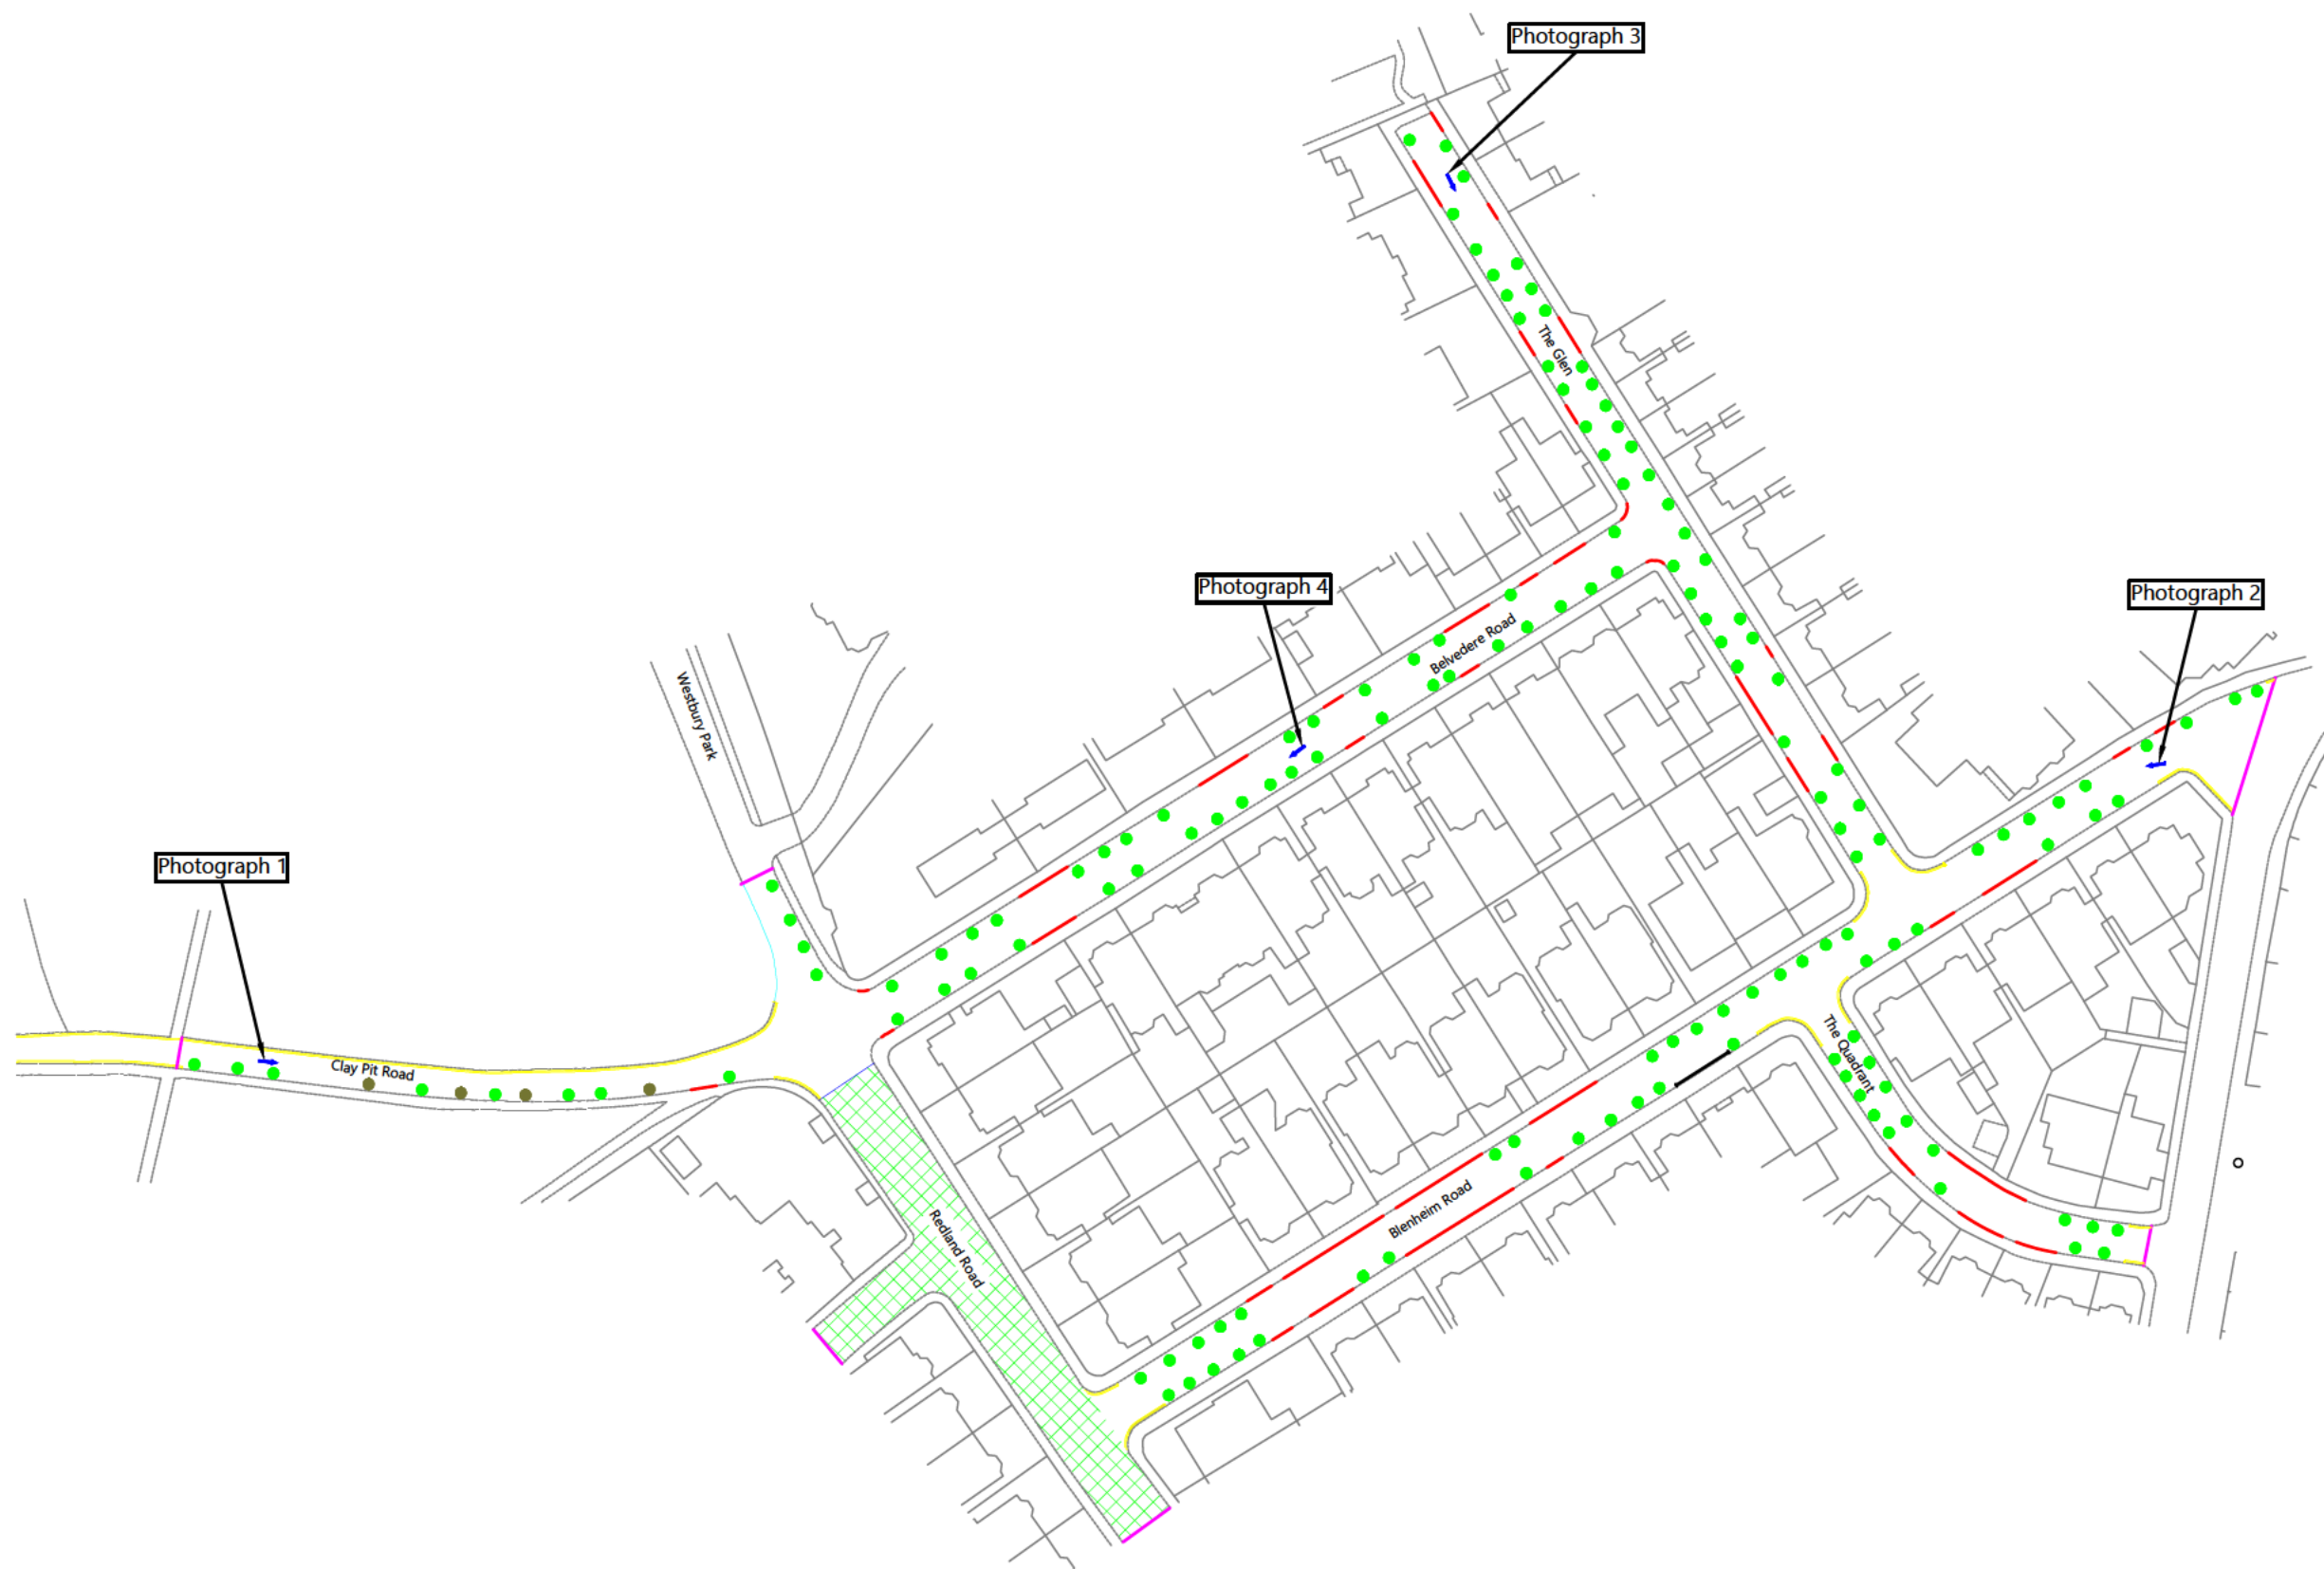 Photograph 3
The Glen
Photograph 4
Photograph 2
Belvedere Road
Westbury Park
Photograph 1
Clay Pit Road
The Quadrant
Blenheim Road
Redland Road